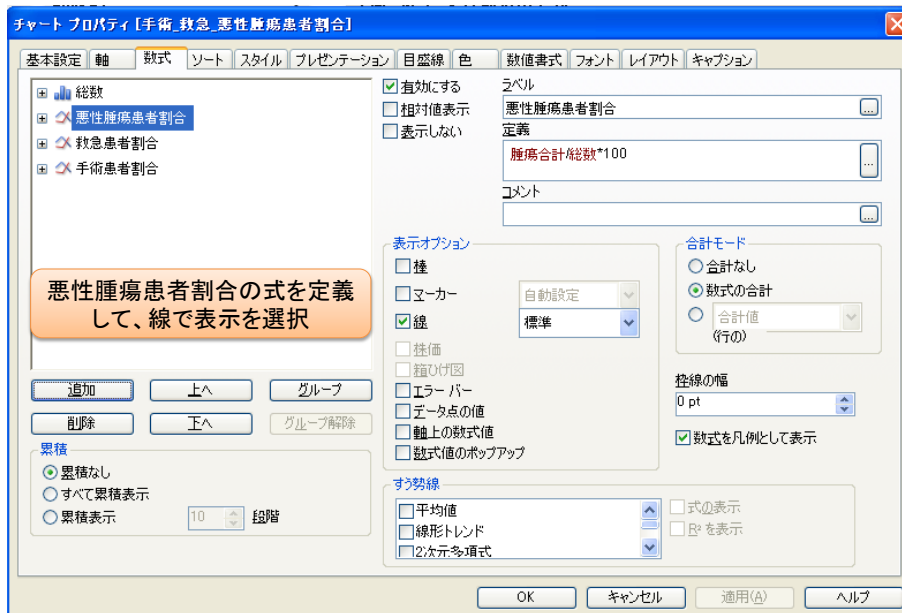 チャート プロパティ [手術_救急_悪性腫瘍患者割合]
基本設定 軸 数式 ソート スタイル プレゼンテーション 目盛線 色 数値書式 フォント レイアウト キャプション
総数
悪性腫瘍患者割合
救急患者割合
手術患者割合
悪性腫瘍患者割合の式を定義
して、線で表示を選択
追加 上へ グループ
削除 下へ グループ解除
累積
累積なし
すべて累積表示
累積表示 10 段階
有効にする
相対値表示
表示しない
ラベル
悪性腫瘍患者割合 ...
定義
腫瘍合計/総数*100 ...
コメント
...
表示オプション
棒
マーカー 自動設定
線 標準
株価
箱ひげ図
エラー バー
データ点の値
軸上の数式値
数式値のポップアップ
合計モード
合計なし
数式の合計
合計値
(行の)
枠線の幅
0 pt
数式を凡例として表示
すう勢線
平均値
線形トレンド
2次元多項式
式の表示
R² を表示
OK キャンセル 適用(A) ヘルプ